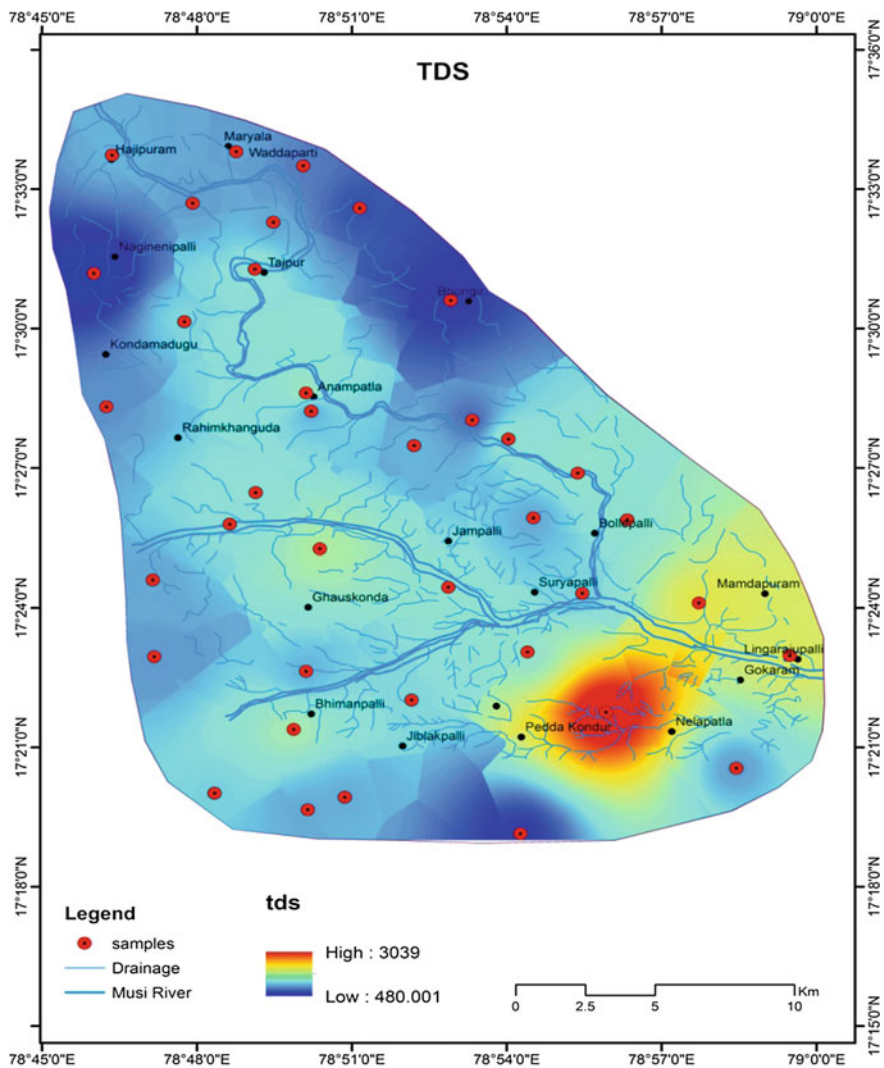 78°45'0"E 78°48'0"E 78°51'0"E 78°54'0"E 78°57'0"E 79°0'0"E
17°36'0"N 17°36'0"N
TDS
Maryala
Hajipuram Waddaparti
17°33'0"N 17°33'0"N
Naginenipalli
Tajpur
Bhongir
17°30'0"N 17°30'0"N
Kondamadugu
Anampatla
Rahimkhanguda
17°27'0"N 17°27'0"N
Jampalli Bollepalli
Suryapalli Mamdapuram
17°24'0"N 17°24'0"N
Ghauskonda
Lingarajupalli
Gokaram
Bhimanpalli
Pedda Kondur Nelapatla
17°21'0"N 17°21'0"N
Jiblakpalli
17°18'0"N 17°18'0"N
Legend
samples
Drainage
Musi River
tds
High : 3039
Low : 480.001
Km
0 2.5 5 10
17°15'0"N 17°15'0"N
78°45'0"E 78°48'0"E 78°51'0"E 78°54'0"E 78°57'0"E 79°0'0"E